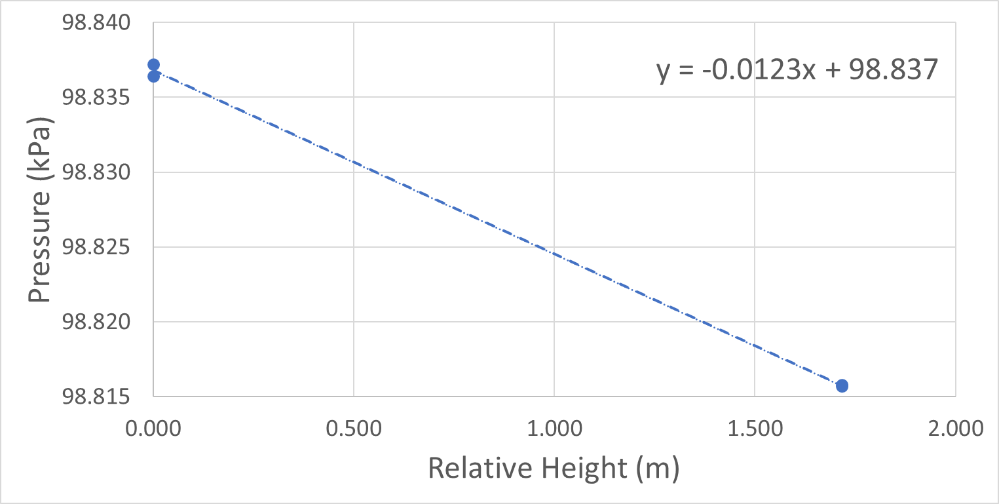 98.840
y = -0.0123x + 98.837
98.835
98.830
98.825
98.820
98.815
Pressure (kPa)
0.000 0.500 1.000 1.500 2.000
Relative Height (m)